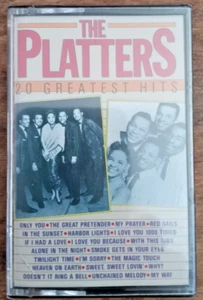 THE
PLATTERS
20 GREATEST HITS
ONLY YOU • THE GREAT PRETENDER • MY PRAYER • RED SAILS
IN THE SUNSET • HARBOR LIGHTS • I LOVE YOU 1000 TIMES
IF I HAD A LOVE • I LOVE YOU BECAUSE • WITH THIS RING
ALONE IN THE NIGHT • SMOKE GETS IN YOUR EYES
TWILIGHT TIME • I'M SORRY • THE MAGIC TOUCH
HEAVEN ON EARTH • SWEET, SWEET LOVIN' • WHY?
DOESN'T IT RING A BELL • UNCHAINED MELODY • MY WAY